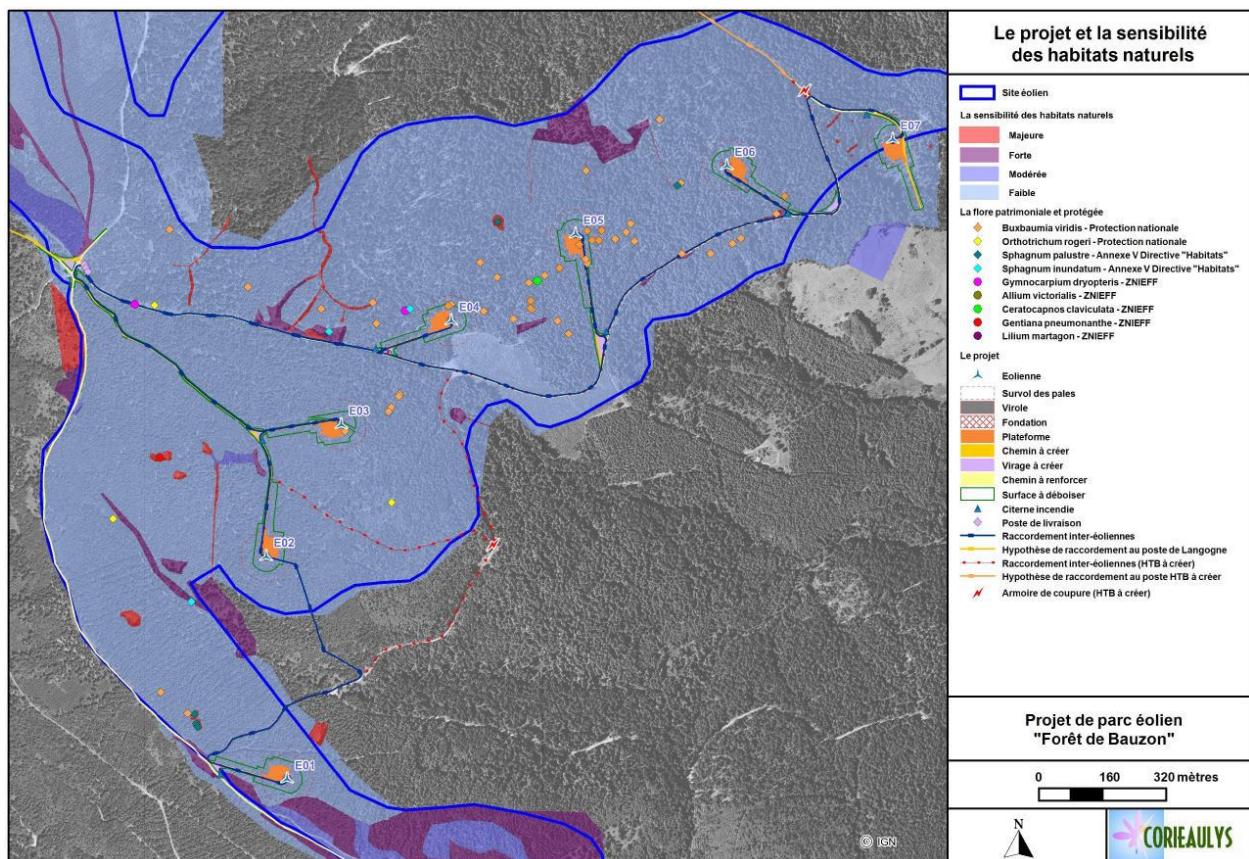 Le projet et la sensibilité
des habitats naturels
Site éolien
La sensibilité des habitats naturels
Majeure
Forte
Modérée
Faible
La flore patrimoniale et protégée
Buxbaumia viridis - Protection nationale
Orthotrichum rogeri - Protection nationale
Sphagnum palustre - Annexe V Directive "Habitats"
Sphagnum inundatum - Annexe V Directive "Habitats"
Gymnocarpium dryopteris - ZNIEFF
Allium victorialis - ZNIEFF
Ceratocapnos claviculata - ZNIEFF
Gentiana pneumonanthe - ZNIEFF
Lilium martagon - ZNIEFF
Le projet
Eolienne
Survol des pales
Virole
Fondation
Plateforme
Chemin à créer
Virage à créer
Chemin à renforcer
Surface à déboiser
Citerne incendie
Poste de livraison
Raccordement inter-éoliennes
Hypothèse de raccordement au poste de Langogne
Raccordement inter-éoliennes (HTB à créer)
Hypothèse de raccordement au poste HTB à créer
Armoire de coupure (HTB à créer)
Projet de parc éolien
"Forêt de Bauzon"
0 160 320 mètres
N
CORIEAULYS
E07
E06
E05
E04
E03
E02
E01
© IGN